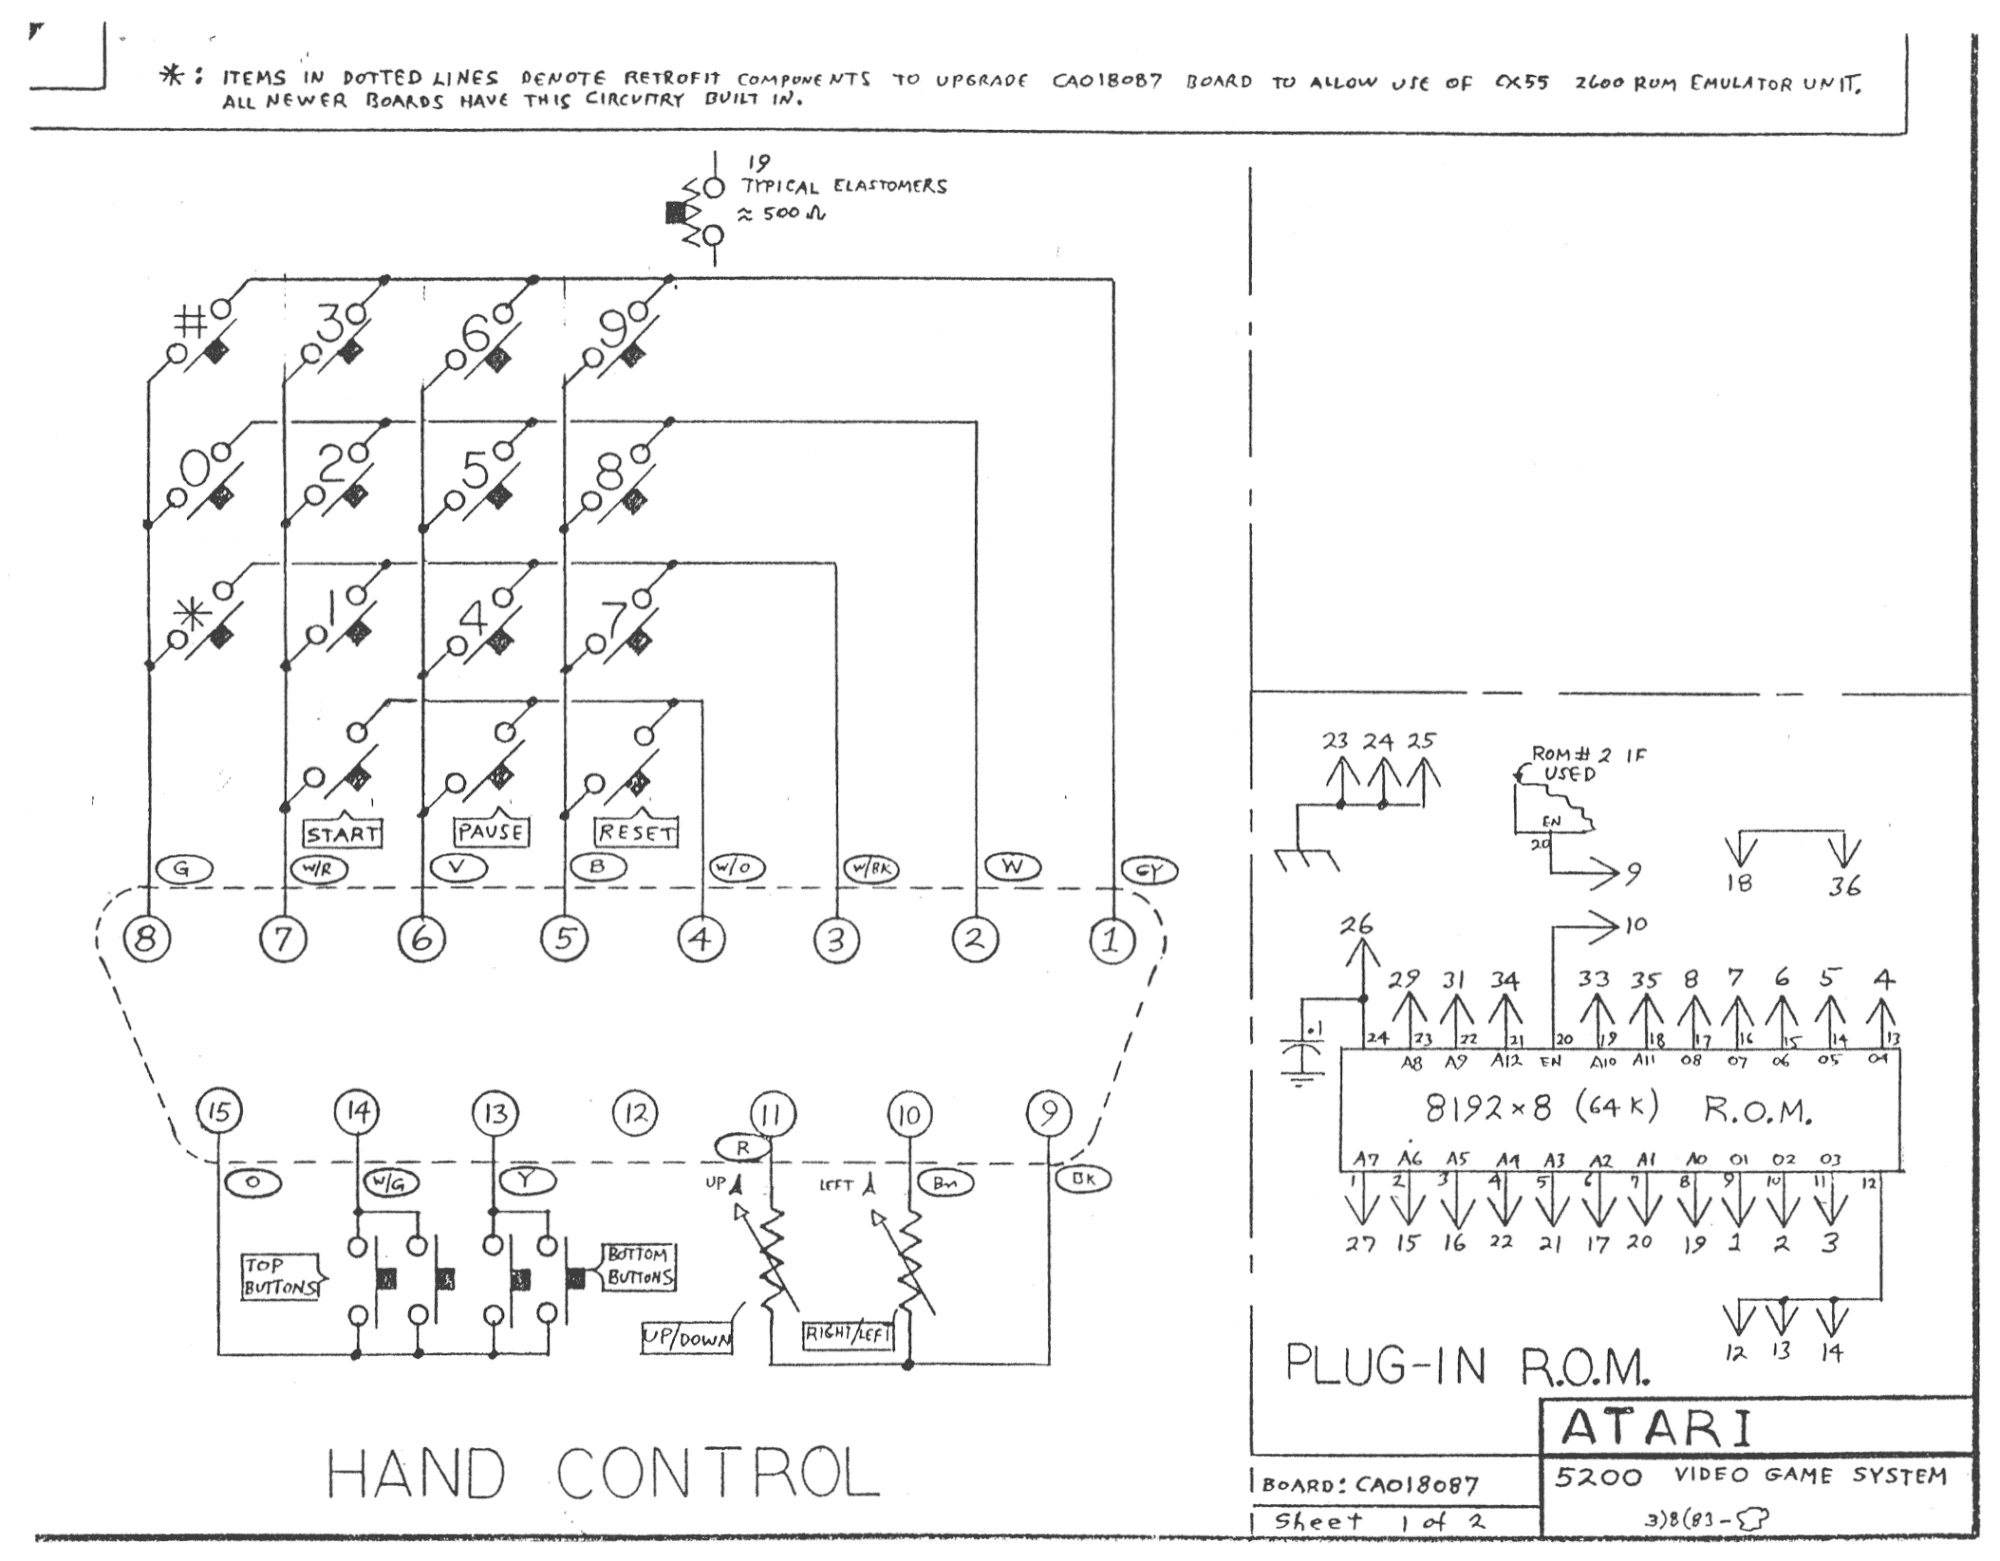 *: ITEMS IN DOTTED LINES DENOTE RETROFIT COMPONENTS TO UPGRADE CA018087 BOARD TO ALLOW USE OF CX55 2600 ROM EMULATOR UNIT.
ALL NEWER BOARDS HAVE THIS CIRCUITRY BUILT IN.
19
TYPICAL ELASTOMERS
≈ 500 Ω
# 3 6 9
0 2 5 8
* 1 4 7
START PAUSE RESET
G W/R V B W/O W/BK W GY
8 7 6 5 4 3 2 1
15 14 13 12 11 10 9
R
O W/G Y UP LEFT Bn BK
TOP
BUTTONS
BOTTOM
BUTTONS
UP/DOWN
RIGHT/LEFT
HAND CONTROL
23 24 25
ROM# 2 IF
USED
EN
20
9
18 36
10
26
29 31 34 33 35 8 7 6 5 4
.1
24 23 22 21 20 19 18 17 16 15 14 13
A8 A9 A12 EN A10 A11 08 07 06 05 04
8192×8 (64K) R.O.M.
A7 A6 A5 A4 A3 A2 A1 A0 01 02 03
1 2 3 4 5 6 7 8 9 10 11 12
27 15 16 22 21 17 20 19 1 2 3
12 13 14
PLUG-IN R.O.M.
ATARI
5200 VIDEO GAME SYSTEM
BOARD: CA018087
Sheet 1 of 2
3)8(83-